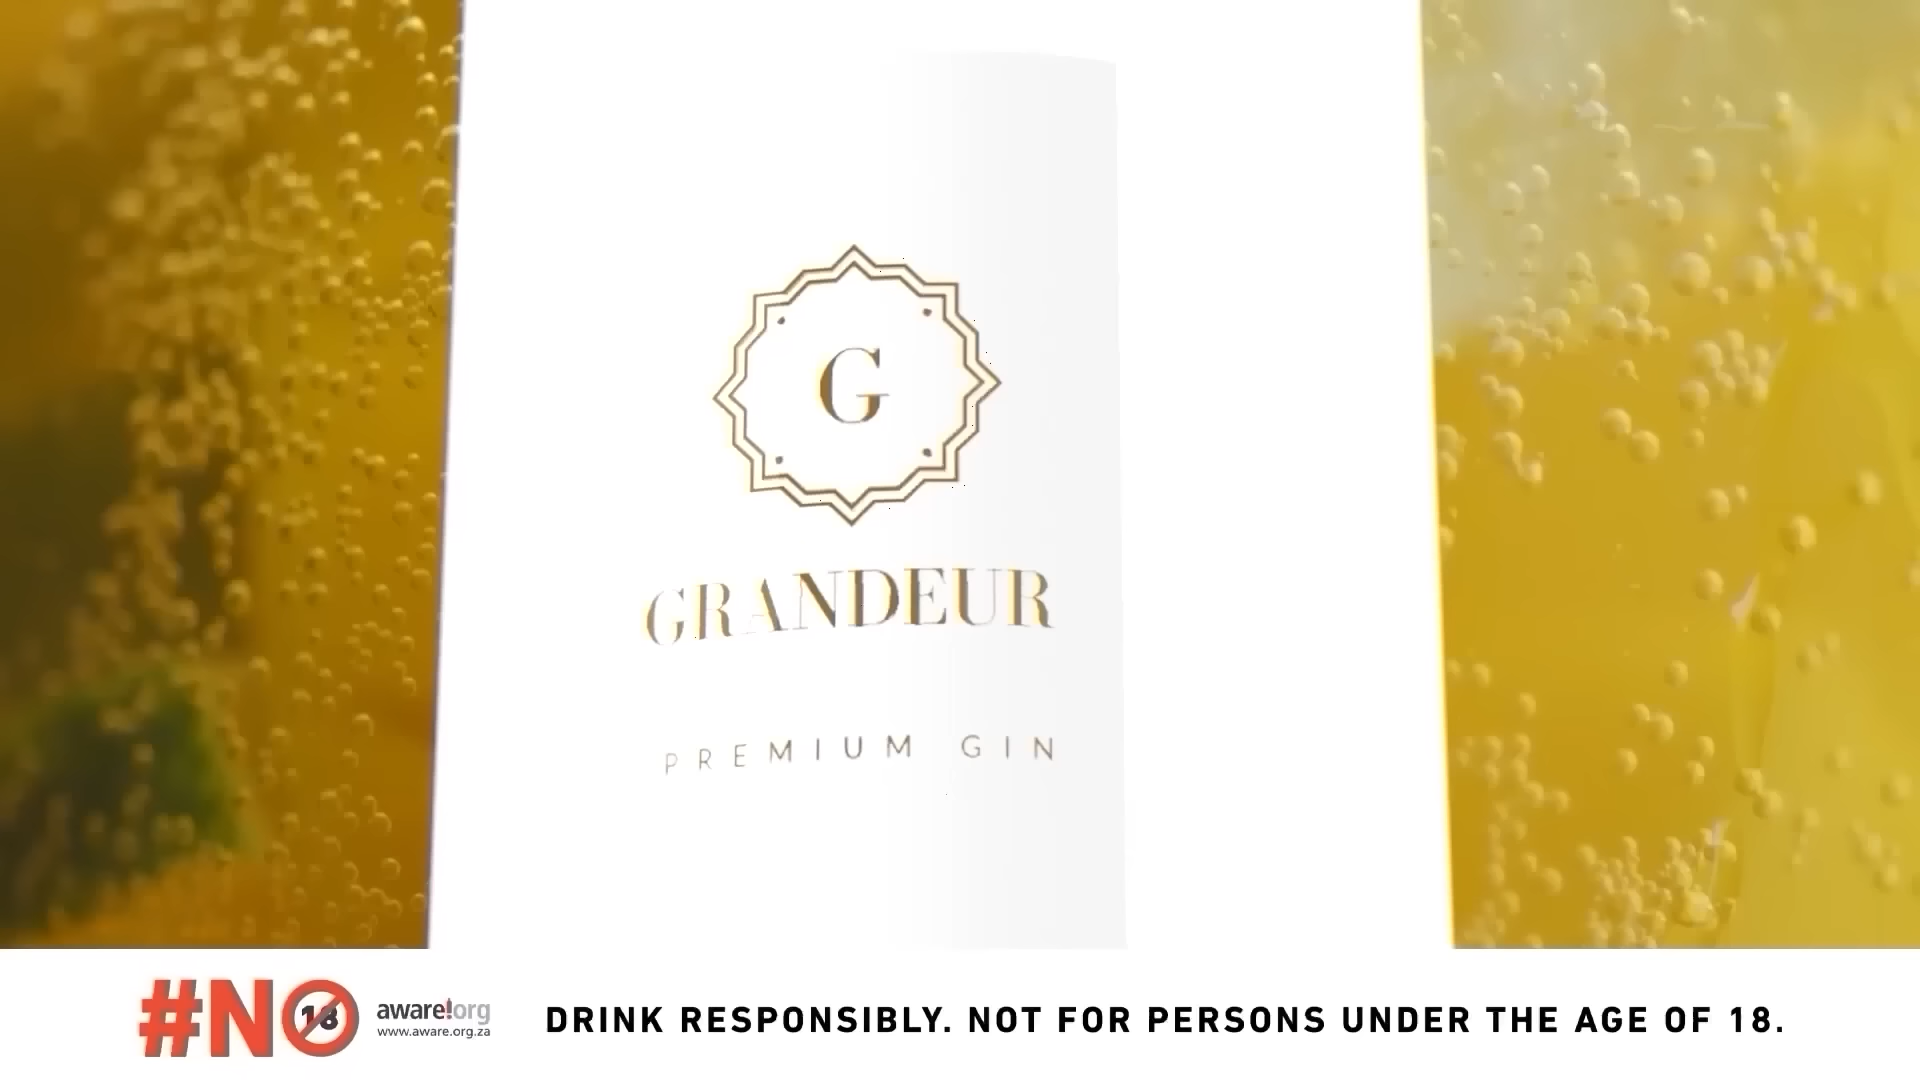 G
GRANDEUR
PREMIUM GIN
#NO
18
aware!org
www.aware.org.za
DRINK RESPONSIBLY. NOT FOR PERSONS UNDER THE AGE OF 18.